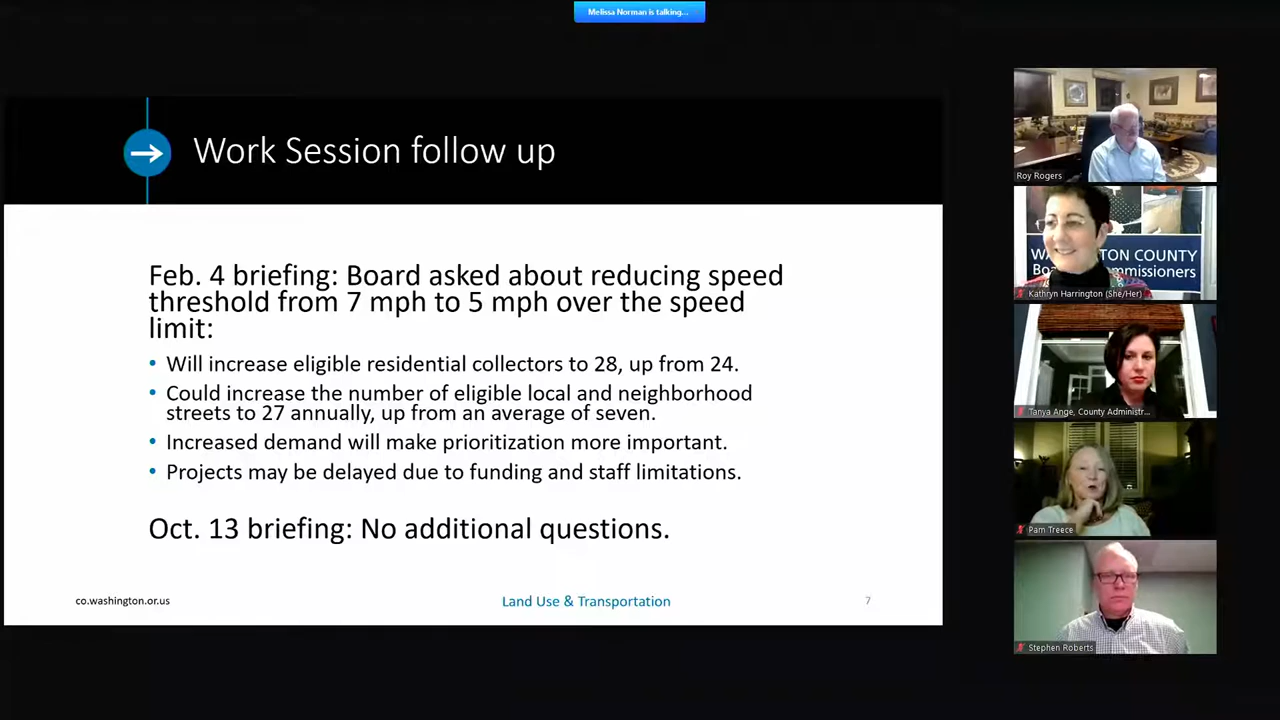 Melissa Norman is talking...
Work Session follow up
Feb. 4 briefing: Board asked about reducing speed
threshold from 7 mph to 5 mph over the speed
limit:
• Will increase eligible residential collectors to 28, up from 24.
• Could increase the number of eligible local and neighborhood
streets to 27 annually, up from an average of seven.
• Increased demand will make prioritization more important.
• Projects may be delayed due to funding and staff limitations.
Oct. 13 briefing: No additional questions.
co.washington.or.us
Land Use & Transportation
7
Roy Rogers
COUNTY
Kathryn Harrington (She/Her)
Tanya Ange, County Administr...
Pam Treece
Stephen Roberts